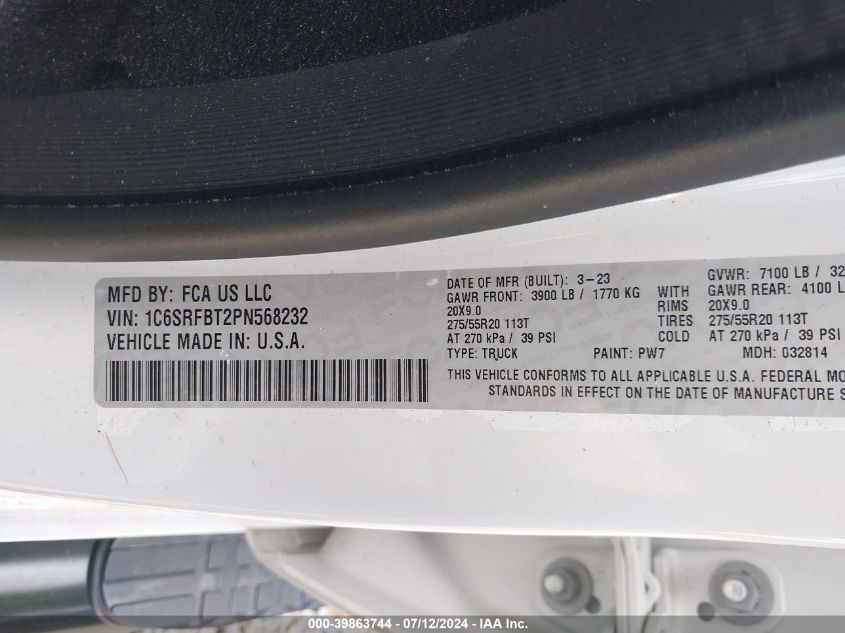 MFD BY: FCA US LLC
VIN: 1C6SRFBT2PN568232
VEHICLE MADE IN: U.S.A.
DATE OF MFR (BUILT): 3-23
GVWR: 7100 LB / 32
GAWR FRONT: 3900 LB / 1770 KG WITH GAWR REAR: 4100 L
20X9.0 RIMS 20X9.0
275/55R20 113T TIRES 275/55R20 113T
AT 270 kPa / 39 PSI COLD AT 270 kPa / 39 PSI
TYPE: TRUCK PAINT: PW7 MDH: 032814
THIS VEHICLE CONFORMS TO ALL APPLICABLE U.S.A. FEDERAL MO
STANDARDS IN EFFECT ON THE DATE OF MANUFACTURE S
000-39863744 - 07/12/2024 - IAA Inc.